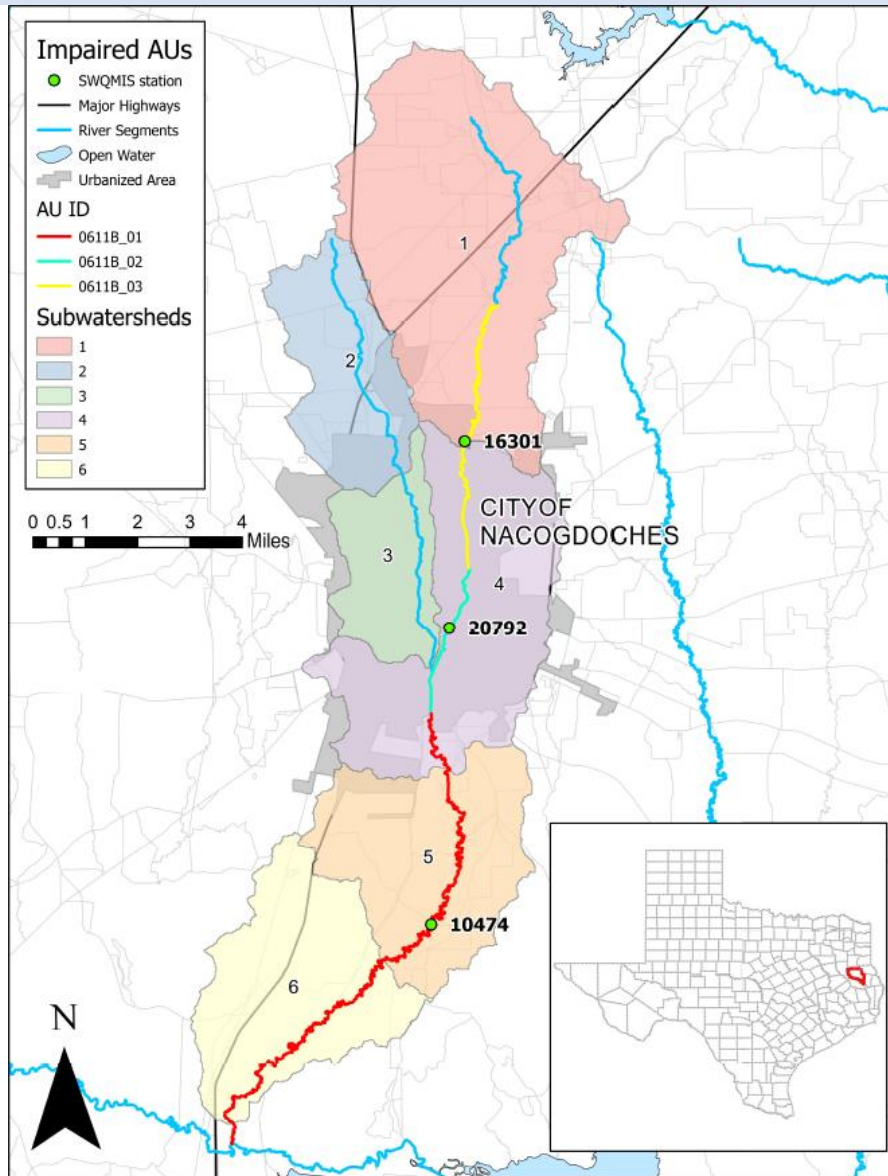 Impaired AUs
SWQMIS station
Major Highways
River Segments
Open Water
Urbanized Area
AU ID
0611B_01
0611B_02
0611B_03
Subwatersheds
1
2
3
4
5
6
0 0.5 1 2 3 4
Miles
1
2
16301
CITYOF
NACOGDOCHES
3
4
20792
5
10474
6
N